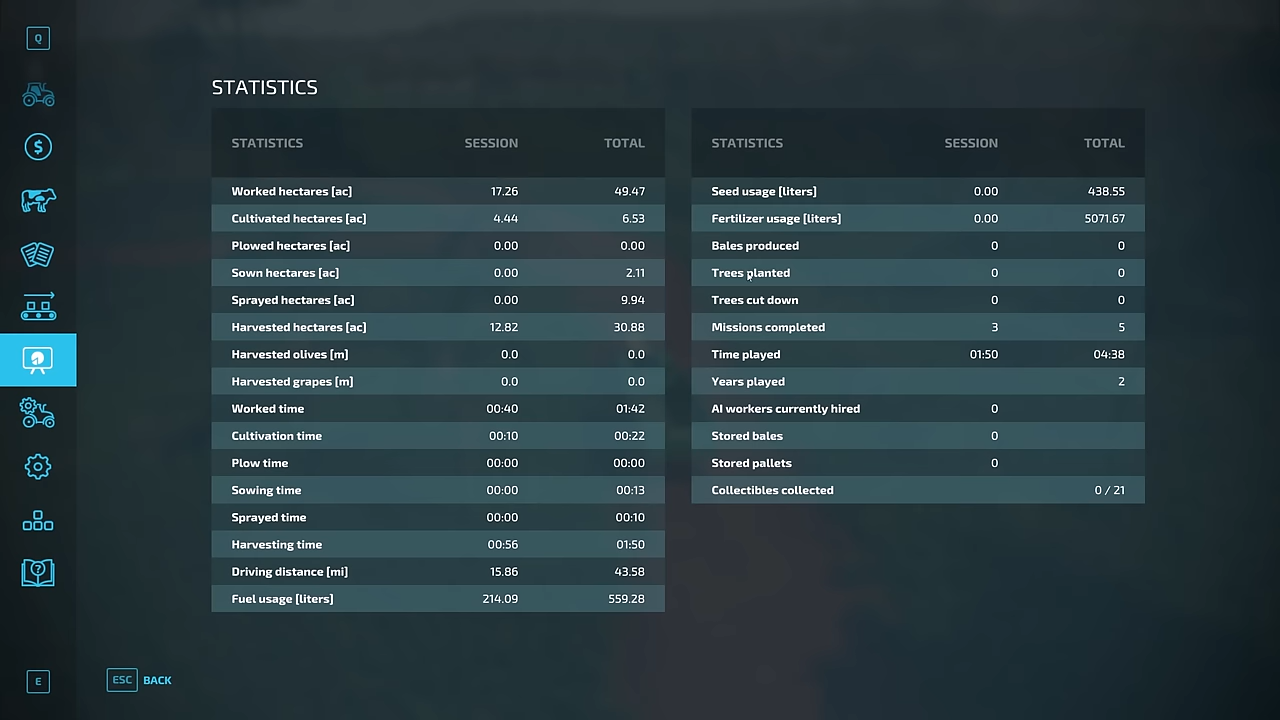 Q
STATISTICS
STATISTICS SESSION TOTAL
Worked hectares [ac] 17.26 49.47
Cultivated hectares [ac] 4.44 6.53
Plowed hectares [ac] 0.00 0.00
Sown hectares [ac] 0.00 2.11
Sprayed hectares [ac] 0.00 9.94
Harvested hectares [ac] 12.82 30.88
Harvested olives [m] 0.0 0.0
Harvested grapes [m] 0.0 0.0
Worked time 00:40 01:42
Cultivation time 00:10 00:22
Plow time 00:00 00:00
Sowing time 00:00 00:13
Sprayed time 00:00 00:10
Harvesting time 00:56 01:50
Driving distance [mi] 15.86 43.58
Fuel usage [liters] 214.09 559.28
STATISTICS SESSION TOTAL
Seed usage [liters] 0.00 438.55
Fertilizer usage [liters] 0.00 5071.67
Bales produced 0 0
Trees planted 0 0
Trees cut down 0 0
Missions completed 3 5
Time played 01:50 04:38
Years played 2
AI workers currently hired 0
Stored bales 0
Stored pallets 0
Collectibles collected 0 / 21
E
ESC BACK